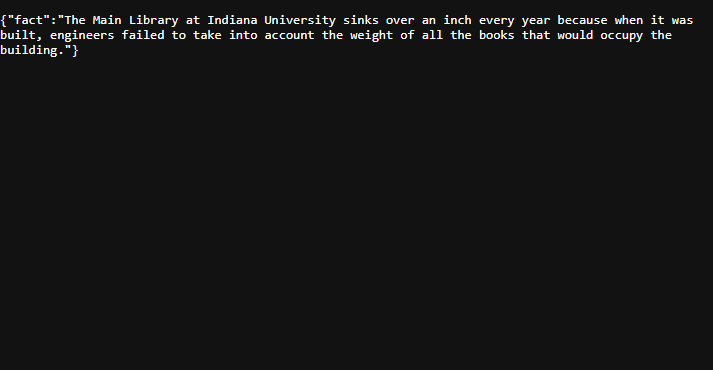 {"fact":"The Main Library at Indiana University sinks over an inch every year because when it was
built, engineers failed to take into account the weight of all the books that would occupy the
building."}